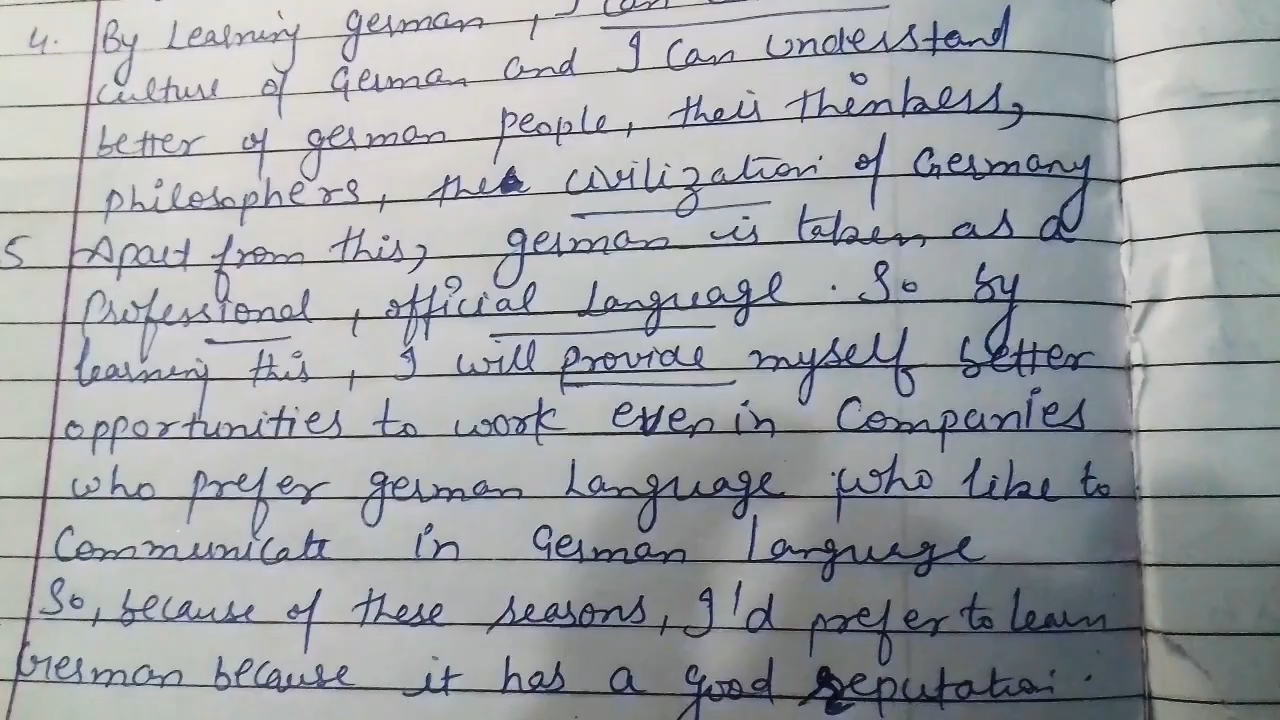 4. By Learning german, I can
culture of German and I can understand
better of german people, their thinkers,
philosophers, the civilization of Germany
5 Apart from this, german is taken as a
professional, official language. So by
learning this, I will provide myself better
opportunities to work even in Companies
who prefer german language who like to
Communicate in German language
So, because of these reasons, I'd prefer to learn
German because it has a good reputation.